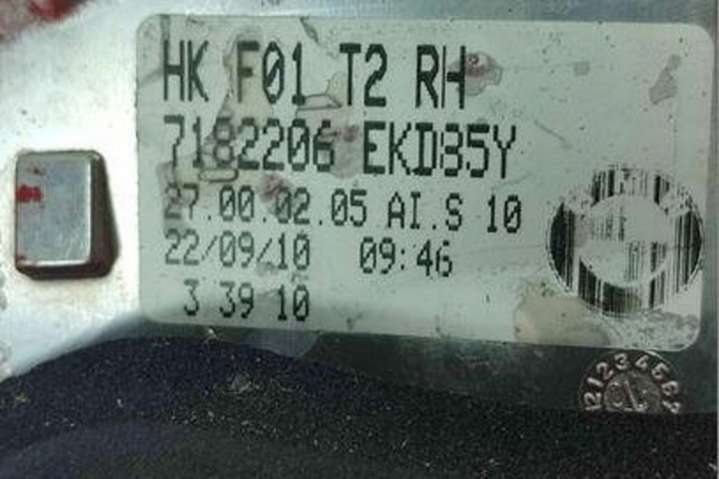 HK F01 T2 RH
7182206 EKD85Y
27.00.02.05 AI.S 10
22/09/10 09:46
3 39 10